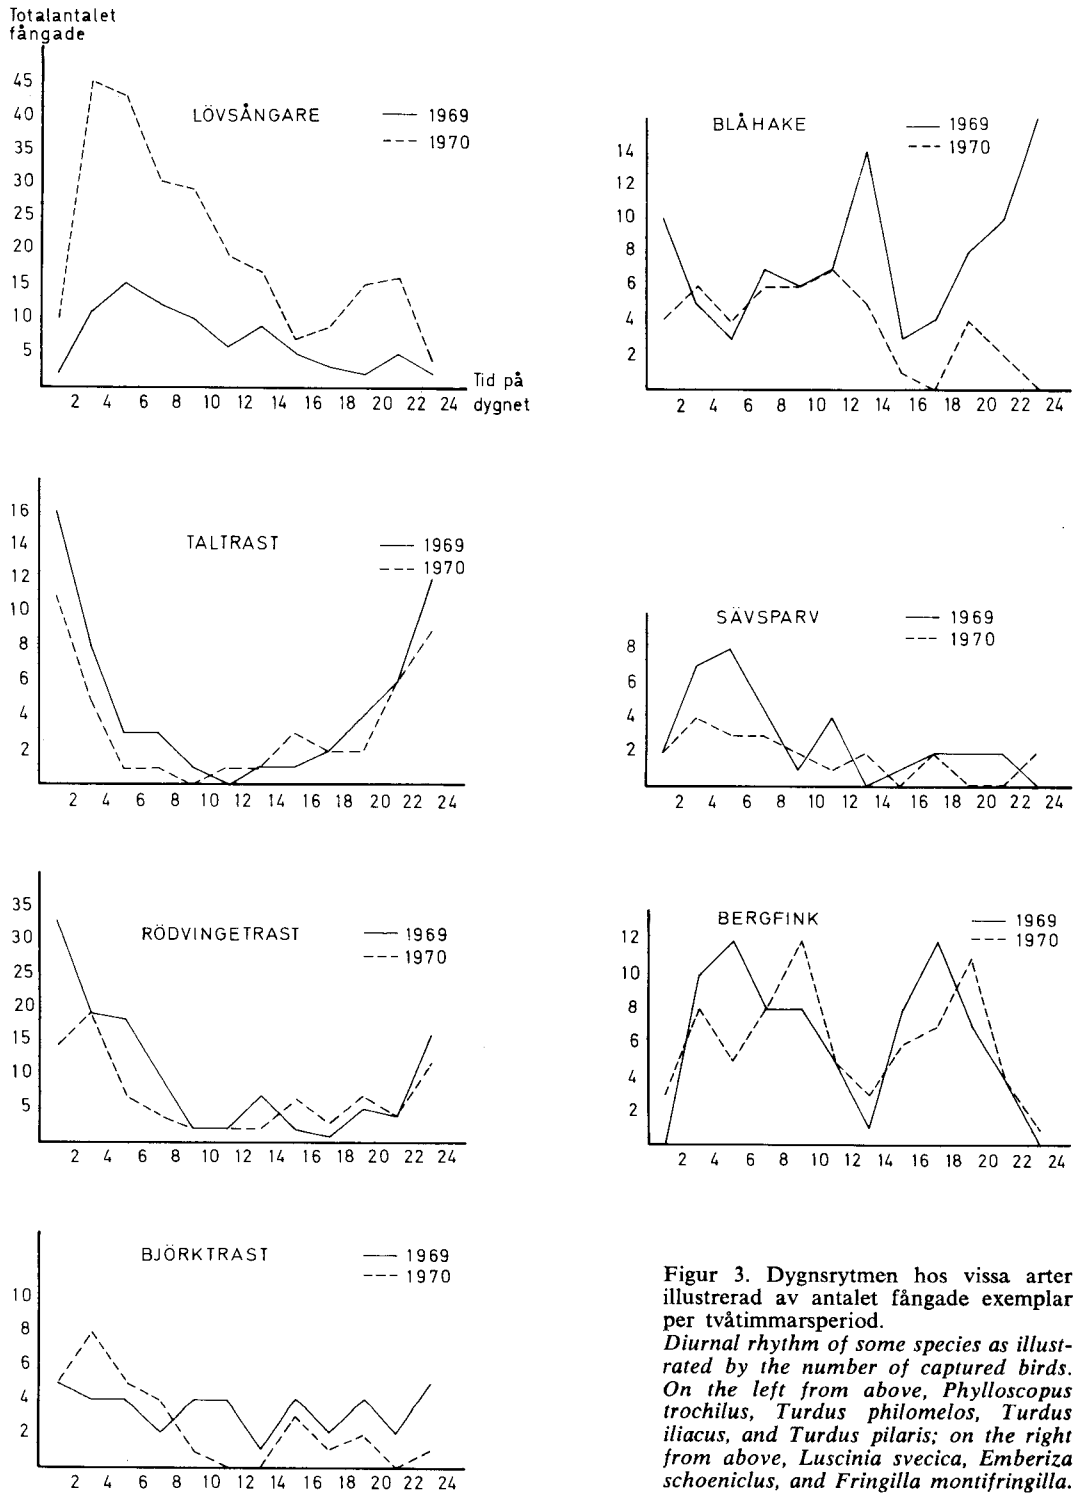 Totalantalet
fångade
45
40
35
30
25
20
15
10
5
LÖVSÅNGARE
1969
1970
Tid på
dygnet
2 4 6 8 10 12 14 16 18 20 22 24
BLÅHAKE
1969
1970
14
12
10
8
6
4
2
2 4 6 8 10 12 14 16 18 20 22 24
TALTRAST
1969
1970
16
14
12
10
8
6
4
2
2 4 6 8 10 12 14 16 18 20 22 24
SÄVSPARV
1969
1970
8
6
4
2
2 4 6 8 10 12 14 16 18 20 22 24
RÖDVINGETRAST
1969
1970
35
30
25
20
15
10
5
2 4 6 8 10 12 14 16 18 20 22 24
BERGFINK
1969
1970
12
10
8
6
4
2
2 4 6 8 10 12 14 16 18 20 22 24
BJÖRKTRAST
1969
1970
10
8
6
4
2
2 4 6 8 10 12 14 16 18 20 22 24
Figur 3. Dygnsrytmen hos vissa arter
illustrerad av antalet fångade exemplar
per tvåtimmarsperiod.
Diurnal rhythm of some species as illust-
rated by the number of captured birds.
On the left from above, Phylloscopus
trochilus, Turdus philomelos, Turdus
iliacus, and Turdus pilaris; on the right
from above, Luscinia svecica, Emberiza
schoeniclus, and Fringilla montifringilla.